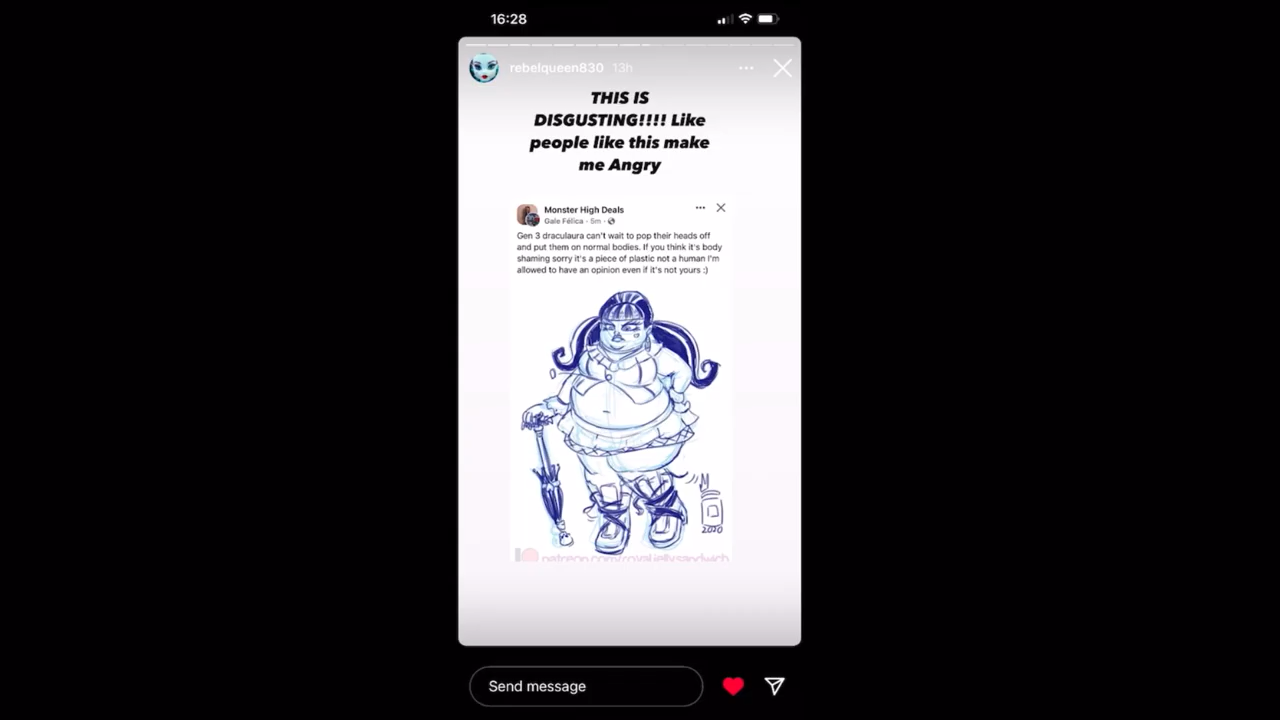 16:28
rebelqueen830 13h
THIS IS
DISGUSTING!!!! Like
people like this make
me Angry
Monster High Deals
Gale Félica · 5m ·
Gen 3 draculaura can't wait to pop their heads off
and put them on normal bodies. If you think it's body
shaming sorry it's a piece of plastic not a human I'm
allowed to have an opinion even if it's not yours :)
2020
patreon.com/royaljellysandwich
Send message